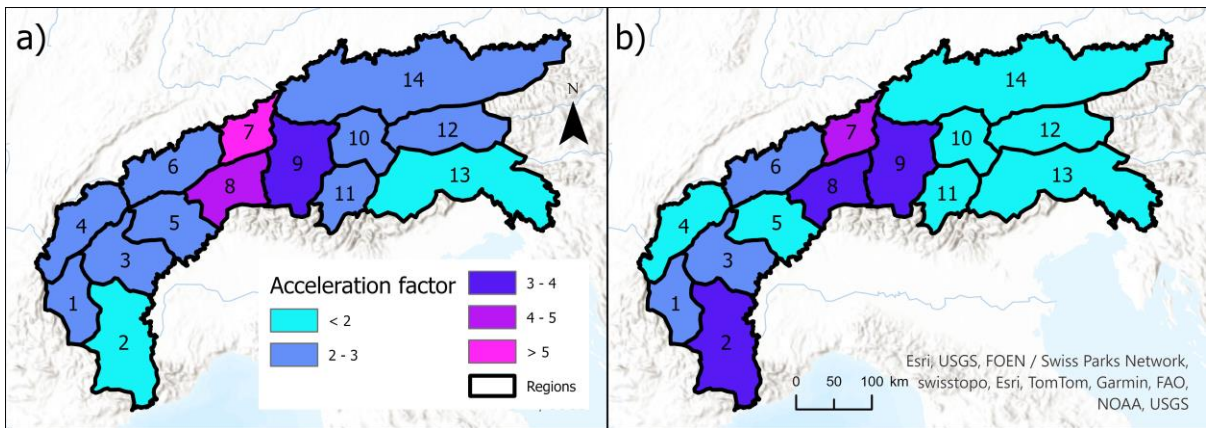 a)
14
N
7
10
12
9
6
8
13
11
4
5
3
1
2
Acceleration factor
< 2
2 - 3
3 - 4
4 - 5
> 5
Regions
b)
14
7
10
12
9
6
8
13
11
4
5
3
1
2
0 50 100 km
Esri, USGS, FOEN / Swiss Parks Network,
swisstopo, Esri, TomTom, Garmin, FAO,
NOAA, USGS